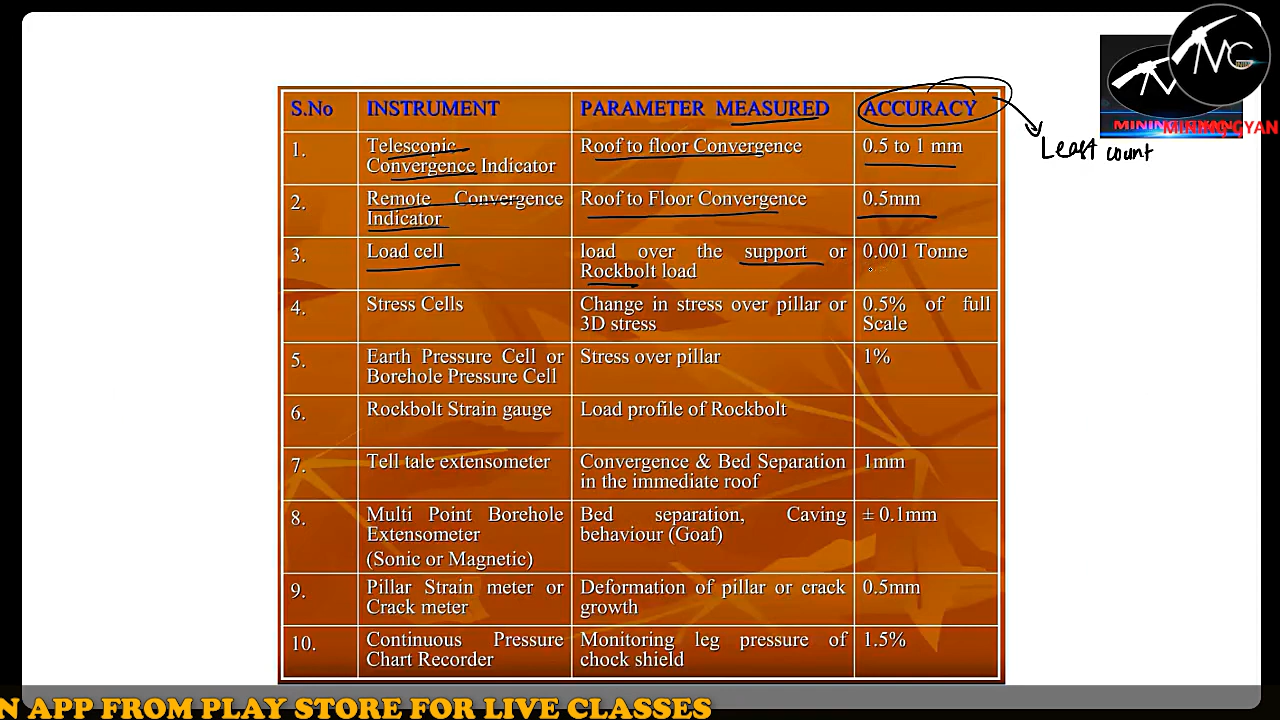 S.No INSTRUMENT PARAMETER MEASURED ACCURACY
Least count
1. Telescopic Convergence Indicator Roof to floor Convergence 0.5 to 1 mm
2. Remote Convergence Indicator Roof to Floor Convergence 0.5mm
3. Load cell load over the support or Rockbolt load 0.001 Tonne
4. Stress Cells Change in stress over pillar or 3D stress 0.5% of full Scale
5. Earth Pressure Cell or Borehole Pressure Cell Stress over pillar 1%
6. Rockbolt Strain gauge Load profile of Rockbolt
7. Tell tale extensometer Convergence & Bed Separation in the immediate roof 1mm
8. Multi Point Borehole Extensometer (Sonic or Magnetic) Bed separation, Caving behaviour (Goaf) ± 0.1mm
9. Pillar Strain meter or Crack meter Deformation of pillar or crack growth 0.5mm
10. Continuous Pressure Chart Recorder Monitoring leg pressure of chock shield 1.5%
N APP FROM PLAY STORE FOR LIVE CLASSES